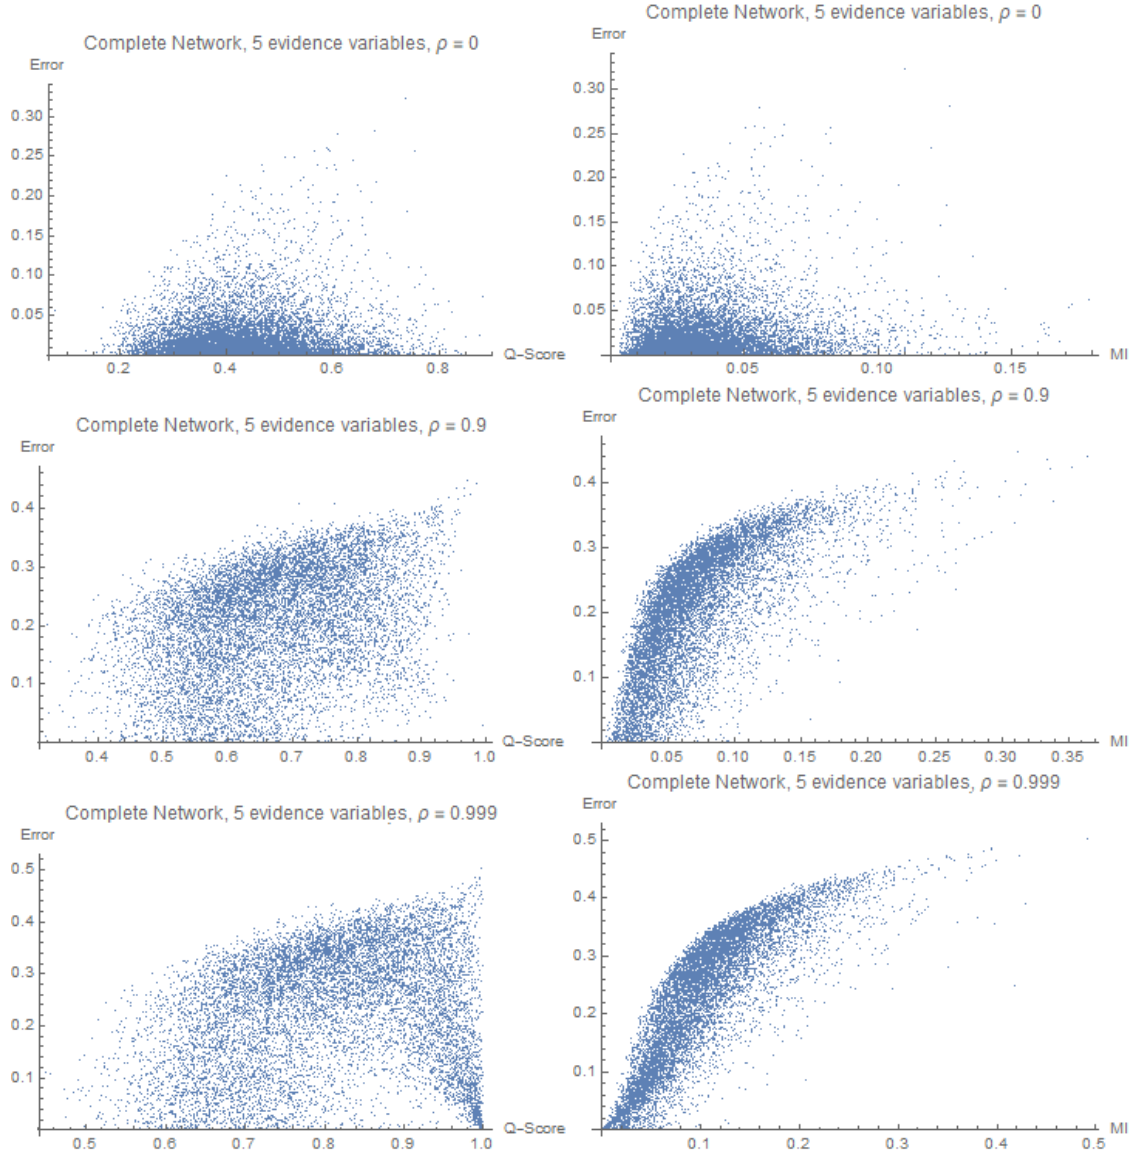 Complete Network, 5 evidence variables, ρ = 0
Error
0.30
0.25
0.20
0.15
0.10
0.05
0.2 0.4 0.6 0.8 Q-Score
Complete Network, 5 evidence variables, ρ = 0
Error
0.30
0.25
0.20
0.15
0.10
0.05
0.05 0.10 0.15 MI
Complete Network, 5 evidence variables, ρ = 0.9
Error
0.4
0.3
0.2
0.1
0.4 0.5 0.6 0.7 0.8 0.9 1.0 Q-Score
Complete Network, 5 evidence variables, ρ = 0.9
Error
0.4
0.3
0.2
0.1
0.05 0.10 0.15 0.20 0.25 0.30 0.35 MI
Complete Network, 5 evidence variables, ρ = 0.999
Error
0.5
0.4
0.3
0.2
0.1
0.5 0.6 0.7 0.8 0.9 1.0 Q-Score
Complete Network, 5 evidence variables, ρ = 0.999
Error
0.5
0.4
0.3
0.2
0.1
0.1 0.2 0.3 0.4 0.5 MI